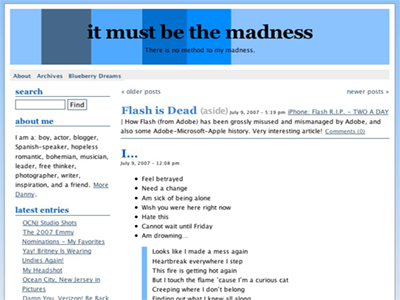 it must be the madness
There is no method to my madness.
About Archives Blueberry Dreams
search
Find
about me
I am a: boy, actor, blogger,
Spanish-speaker, hopeless
romantic, bohemian, musician,
leader, free thinker,
photographer, writer,
inspiration, and a friend. More
Danny.
latest entries
OCNJ Studio Shots
The 2007 Emmy
Nominations - My Favorites
Yay! Britney Is Wearing
Undies Again!
My Headshot
Ocean City, New Jersey in
Pictures
Damn You, Verizon! Be Back
« older posts newer posts »
Flash is Dead (aside) July 9, 2007 - 5:19 pm iPhone: Flash R.I.P. ~ TWO A DAY
| How Flash (from Adobe) has been grossly misused and mismanaged by Adobe, and
also some Adobe-Microsoft-Apple history. Very interesting article! Comments (0)
I...
July 9, 2007 - 12:08 pm
• Feel betrayed
• Need a change
• Am sick of being alone
• Wish you were here right now
• Hate this
• Cannot wait until Friday
• Am drowning...
Looks like I made a mess again
Heartbreak everywhere I step
This fire is getting hot again
But I touch the flame ‘cause I'm a curious cat
Creeping where I don't belong
Finding out what I knew all along